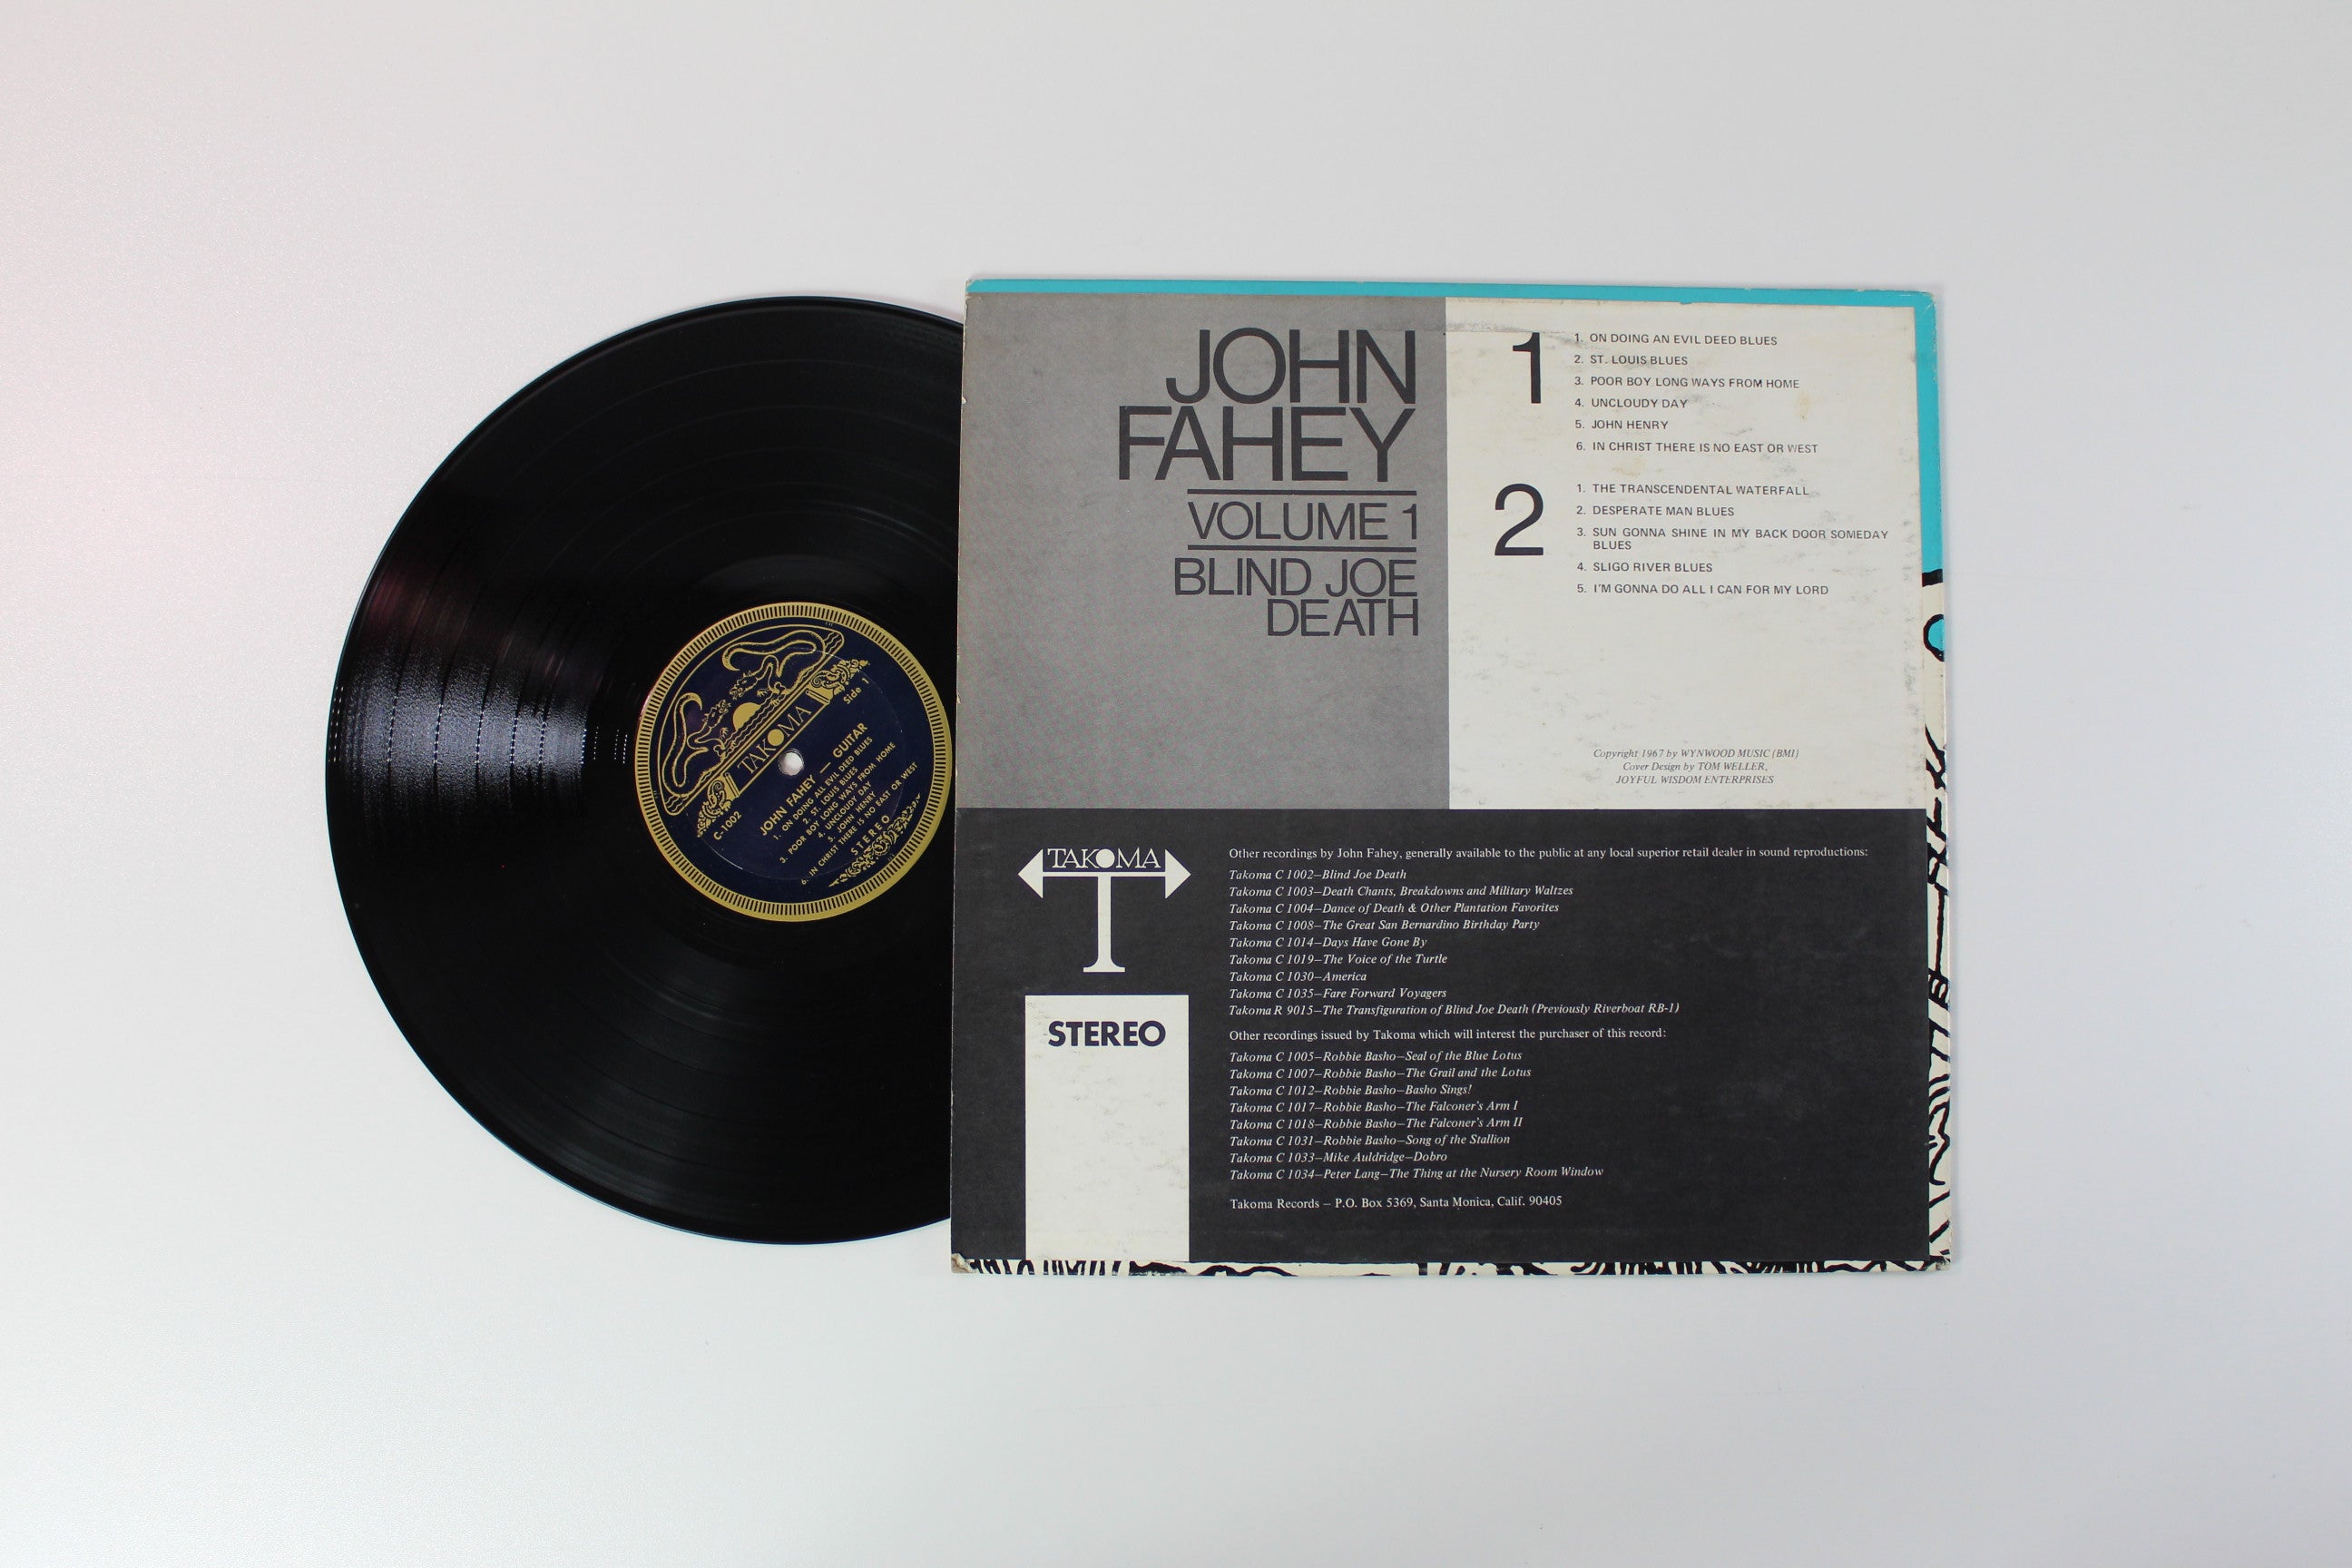 TAKOMA
Side 1
C-1002
JOHN FAHEY — GUITAR
1. ON DOING ALL EVIL DEED BLUES
2. ST. LOUIS BLUES
3. POOR BOY LONG WAYS FROM HOME
4. UNCLOUDY DAY
5. JOHN HENRY
6. IN CHRIST THERE IS NO EAST OR WEST
STEREO
JOHN
FAHEY
VOLUME 1
BLIND JOE
DEATH
1
1. ON DOING AN EVIL DEED BLUES
2. ST. LOUIS BLUES
3. POOR BOY LONG WAYS FROM HOME
4. UNCLOUDY DAY
5. JOHN HENRY
6. IN CHRIST THERE IS NO EAST OR WEST
2
1. THE TRANSCENDENTAL WATERFALL
2. DESPERATE MAN BLUES
3. SUN GONNA SHINE IN MY BACK DOOR SOMEDAY
BLUES
4. SLIGO RIVER BLUES
5. I'M GONNA DO ALL I CAN FOR MY LORD
Copyright 1967 by WYNWOOD MUSIC (BMI)
Cover Design by TOM WELLER,
JOYFUL WISDOM ENTERPRISES
TAKOMA
STEREO
Other recordings by John Fahey, generally available to the public at any local superior retail dealer in sound reproductions:
Takoma C 1002—Blind Joe Death
Takoma C 1003—Death Chants, Breakdowns and Military Waltzes
Takoma C 1004—Dance of Death & Other Plantation Favorites
Takoma C 1008—The Great San Bernardino Birthday Party
Takoma C 1014—Days Have Gone By
Takoma C 1019—The Voice of the Turtle
Takoma C 1030—America
Takoma C 1035—Fare Forward Voyagers
Takoma R 9015—The Transfiguration of Blind Joe Death (Previously Riverboat RB-1)
Other recordings issued by Takoma which will interest the purchaser of this record:
Takoma C 1005—Robbie Basho—Seal of the Blue Lotus
Takoma C 1007—Robbie Basho—The Grail and the Lotus
Takoma C 1012—Robbie Basho—Basho Sings!
Takoma C 1017—Robbie Basho—The Falconer's Arm I
Takoma C 1018—Robbie Basho—The Falconer's Arm II
Takoma C 1031—Robbie Basho—Song of the Stallion
Takoma C 1033—Mike Auldridge—Dobro
Takoma C 1034—Peter Lang—The Thing at the Nursery Room Window
Takoma Records — P.O. Box 5369, Santa Monica, Calif. 90405